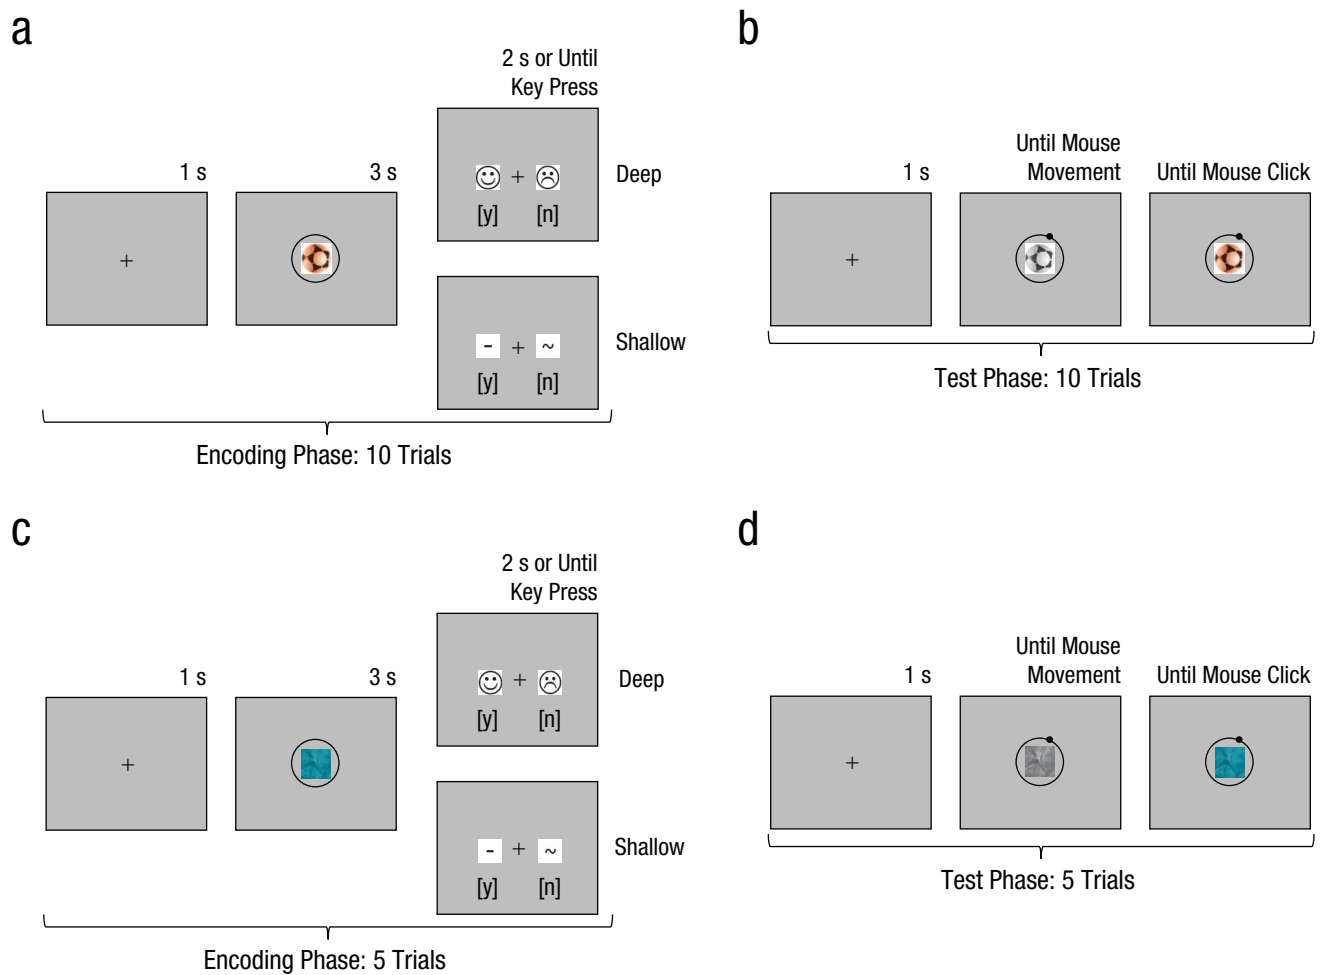 a
2 s or Until
Key Press
1 s
3 s
+
+
[y] [n]
Deep
- + ~
[y] [n]
Shallow
Encoding Phase: 10 Trials
b
1 s
Until Mouse
Movement
Until Mouse Click
+
Test Phase: 10 Trials
c
2 s or Until
Key Press
1 s
3 s
+
+
[y] [n]
Deep
- + ~
[y] [n]
Shallow
Encoding Phase: 5 Trials
d
1 s
Until Mouse
Movement
Until Mouse Click
+
Test Phase: 5 Trials